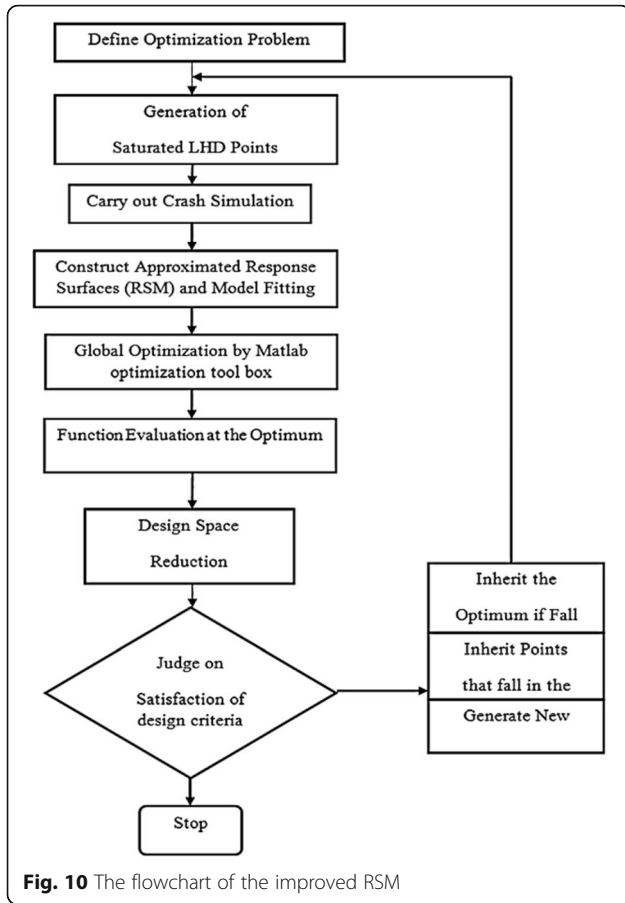 Define Optimization Problem
Generation of
Saturated LHD Points
Carry out Crash Simulation
Construct Approximated Response
Surfaces (RSM) and Model Fitting
Global Optimization by Matlab
optimization tool box
Function Evaluation at the Optimum
Design Space
Reduction
Judge on
Satisfaction of
design criteria
Stop
Inherit the
Optimum if Fall
Inherit Points
that fall in the
Generate New
Fig. 10 The flowchart of the improved RSM